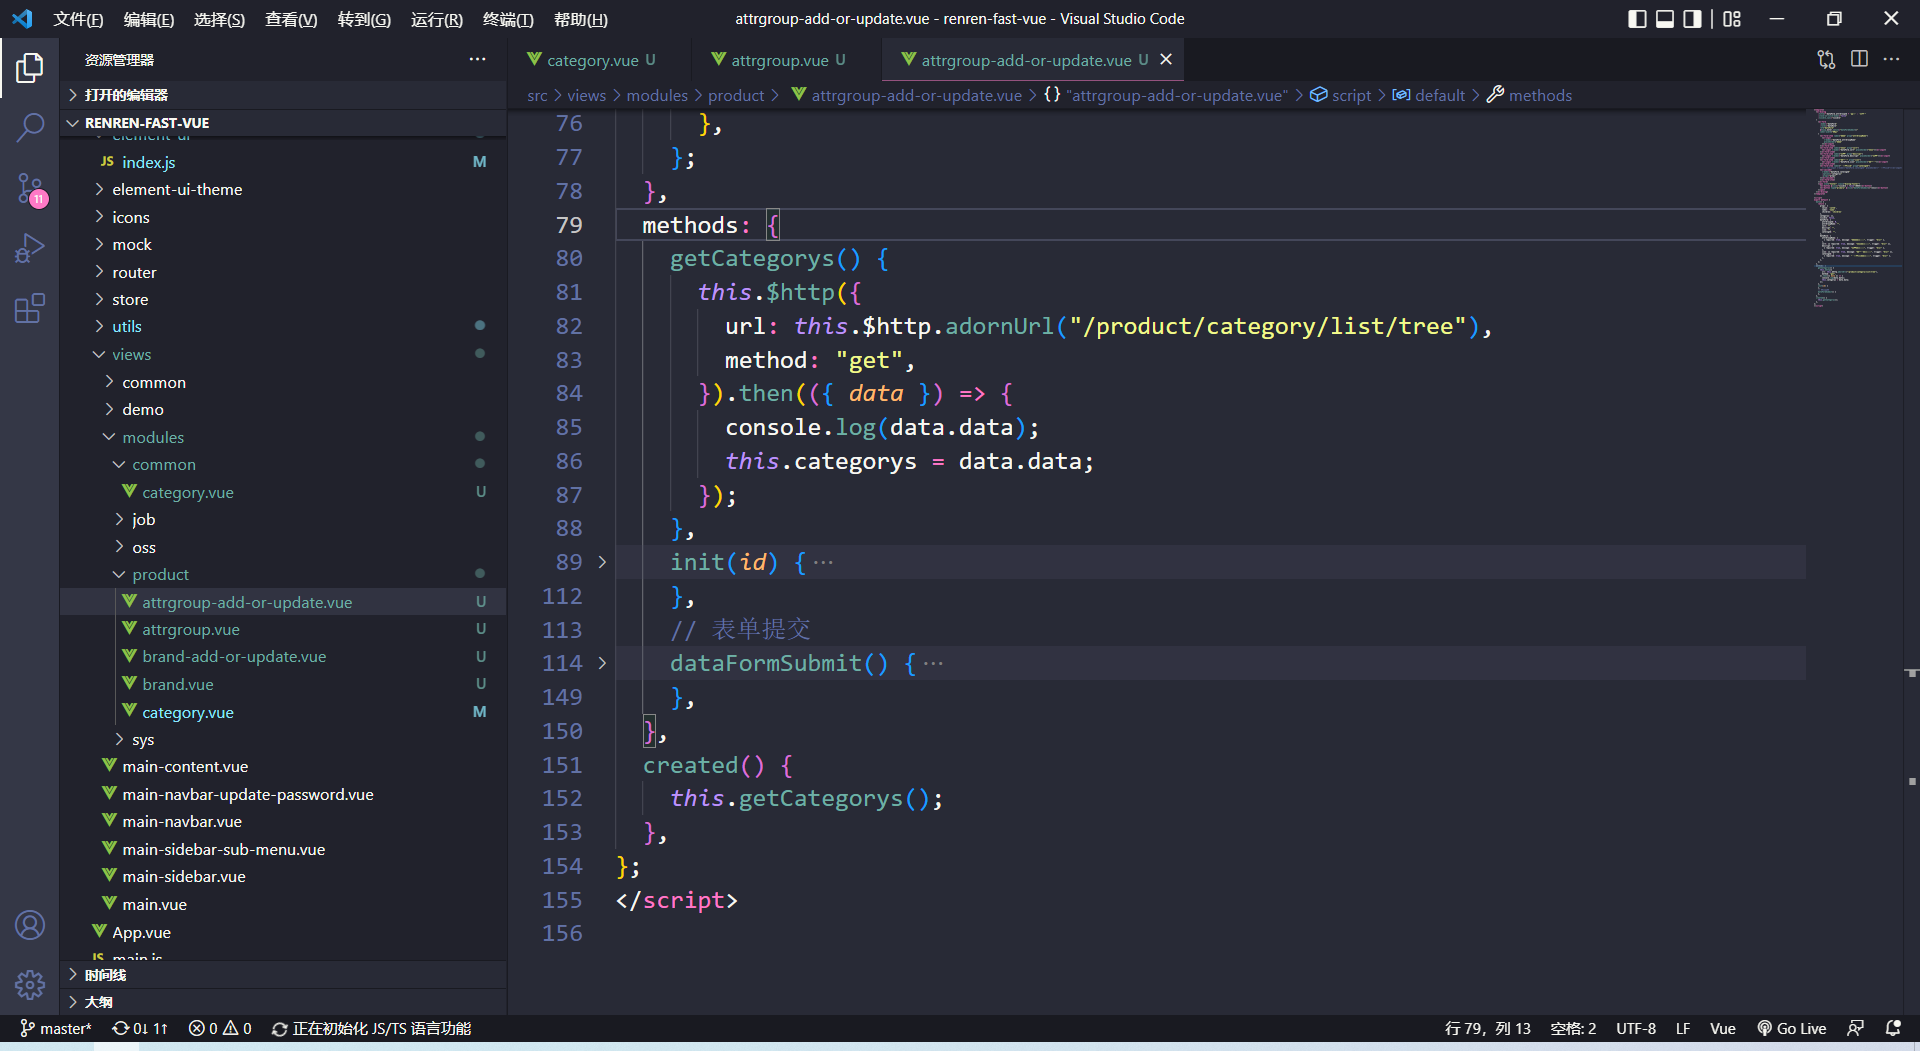 文件(F) 编辑(E) 选择(S) 查看(V) 转到(G) 运行(R) 终端(T) 帮助(H)
attrgroup-add-or-update.vue - renren-fast-vue - Visual Studio Code
资源管理器
打开的编辑器
RENREN-FAST-VUE
element-ui
JS index.js M
element-ui-theme
icons
mock
router
store
utils
views
common
demo
modules
common
category.vue U
job
oss
product
attrgroup-add-or-update.vue U
attrgroup.vue U
brand-add-or-update.vue U
brand.vue U
category.vue M
sys
main-content.vue
main-navbar-update-password.vue
main-navbar.vue
main-sidebar-sub-menu.vue
main-sidebar.vue
main.vue
App.vue
JS main.js
时间线
大纲
11
category.vue U
attrgroup.vue U
attrgroup-add-or-update.vue U
src > views > modules > product > attrgroup-add-or-update.vue > {} "attrgroup-add-or-update.vue" > script > default > methods
76 },
77 };
78 },
79 methods: {
80 getCategorys() {
81 this.$http({
82 url: this.$http.adornUrl("/product/category/list/tree"),
83 method: "get",
84 }).then(({ data }) => {
85 console.log(data.data);
86 this.categorys = data.data;
87 });
88 },
89 init(id) {···
112 },
113 // 表单提交
114 dataFormSubmit() {···
149 },
150 },
151 created() {
152 this.getCategorys();
153 },
154 };
155 </script>
156
master* 0↓ 1↑ 0 0 正在初始化 JS/TS 语言功能
行 79，列 13 空格: 2 UTF-8 LF Vue Go Live